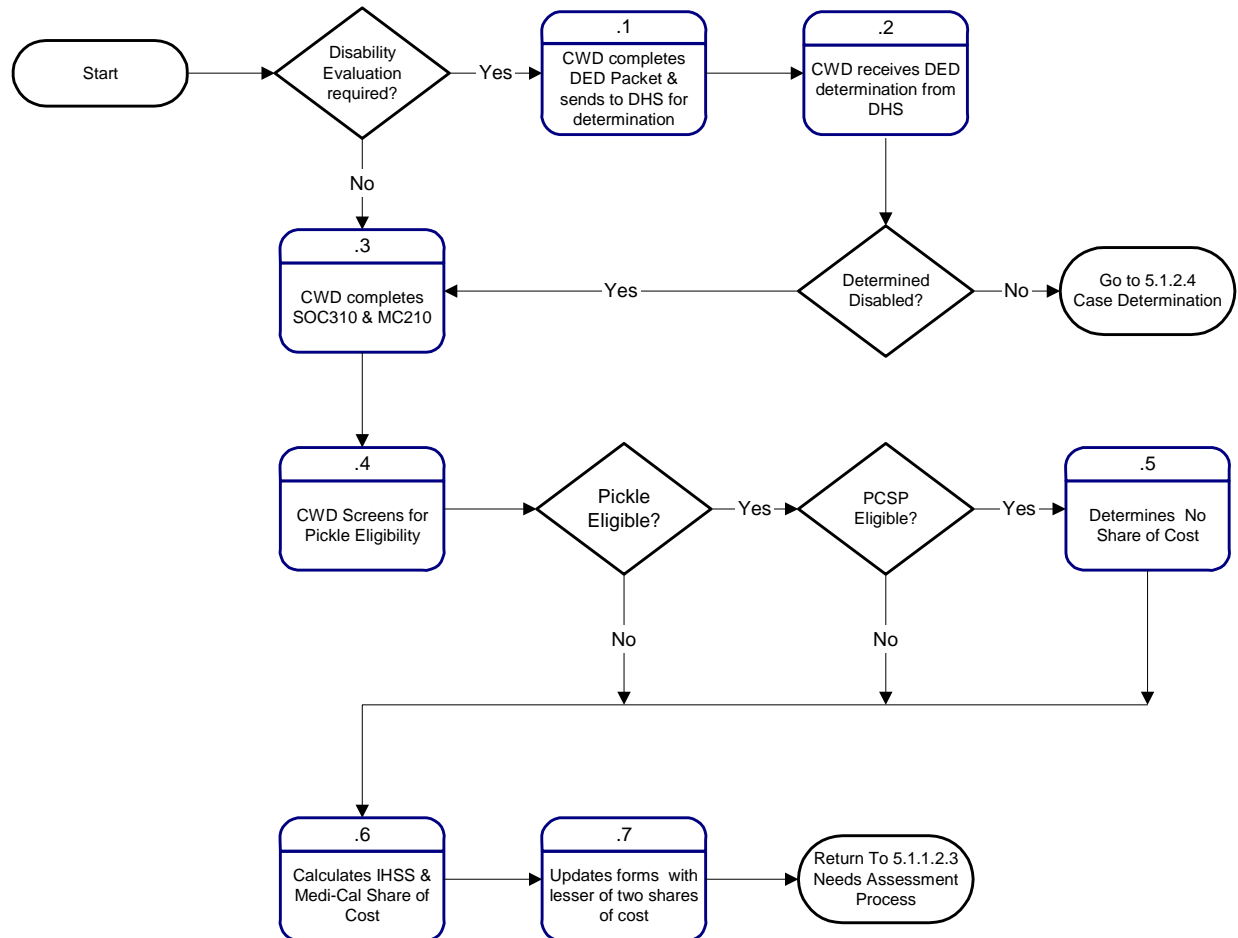 Start
Disability
Evaluation
required?
Yes
.1
CWD completes
DED Packet &
sends to DHS for
determination
.2
CWD receives DED
determination from
DHS
No
.3
CWD completes
SOC310 & MC210
Yes
Determined
Disabled?
No
Go to 5.1.2.4
Case Determination
.4
CWD Screens for
Pickle Eligibility
Pickle
Eligible?
Yes
PCSP
Eligible?
Yes
.5
Determines No
Share of Cost
No
No
.6
Calculates IHSS &
Medi-Cal Share of
Cost
.7
Updates forms with
lesser of two shares
of cost
Return To 5.1.1.2.3
Needs Assessment
Process